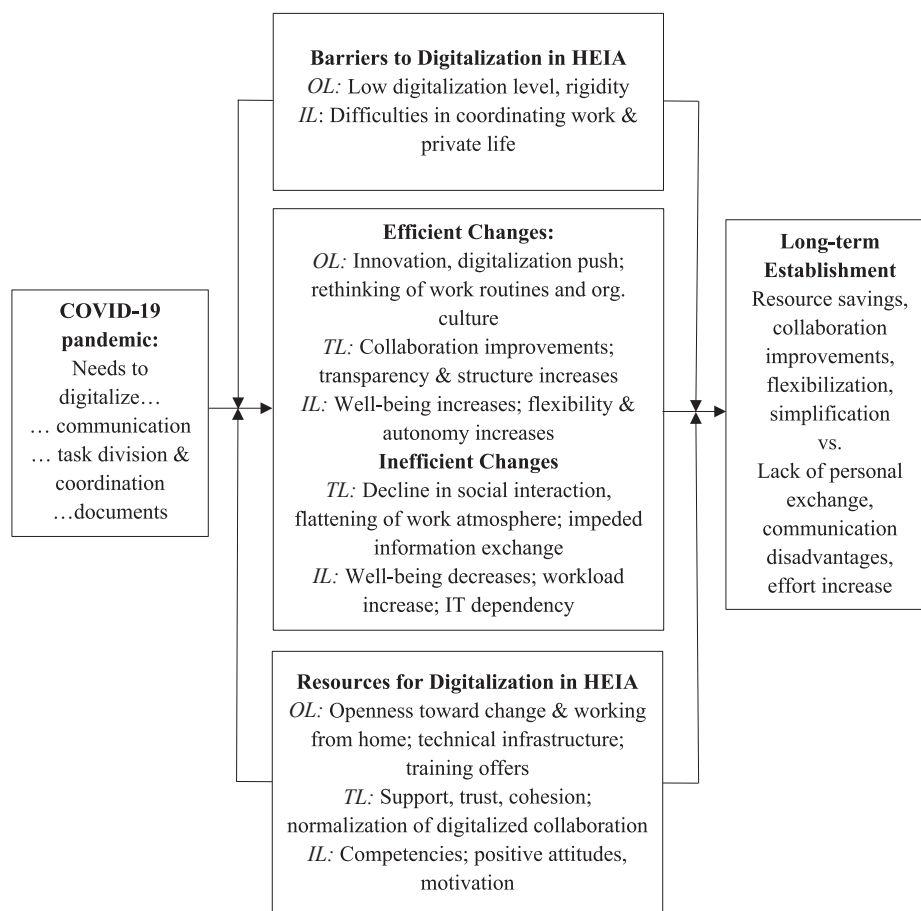 Barriers to Digitalization in HEIA
OL: Low digitalization level, rigidity
IL: Difficulties in coordinating work &
private life
COVID-19
pandemic:
Needs to
digitalize…
… communication
… task division &
coordination
…documents
Efficient Changes:
OL: Innovation, digitalization push;
rethinking of work routines and org.
culture
TL: Collaboration improvements;
transparency & structure increases
IL: Well-being increases; flexibility &
autonomy increases
Inefficient Changes
TL: Decline in social interaction,
flattening of work atmosphere; impeded
information exchange
IL: Well-being decreases; workload
increase; IT dependency
Long-term
Establishment
Resource savings,
collaboration
improvements,
flexibilization,
simplification
vs.
Lack of personal
exchange,
communication
disadvantages,
effort increase
Resources for Digitalization in HEIA
OL: Openness toward change & working
from home; technical infrastructure;
training offers
TL: Support, trust, cohesion;
normalization of digitalized collaboration
IL: Competencies; positive attitudes,
motivation